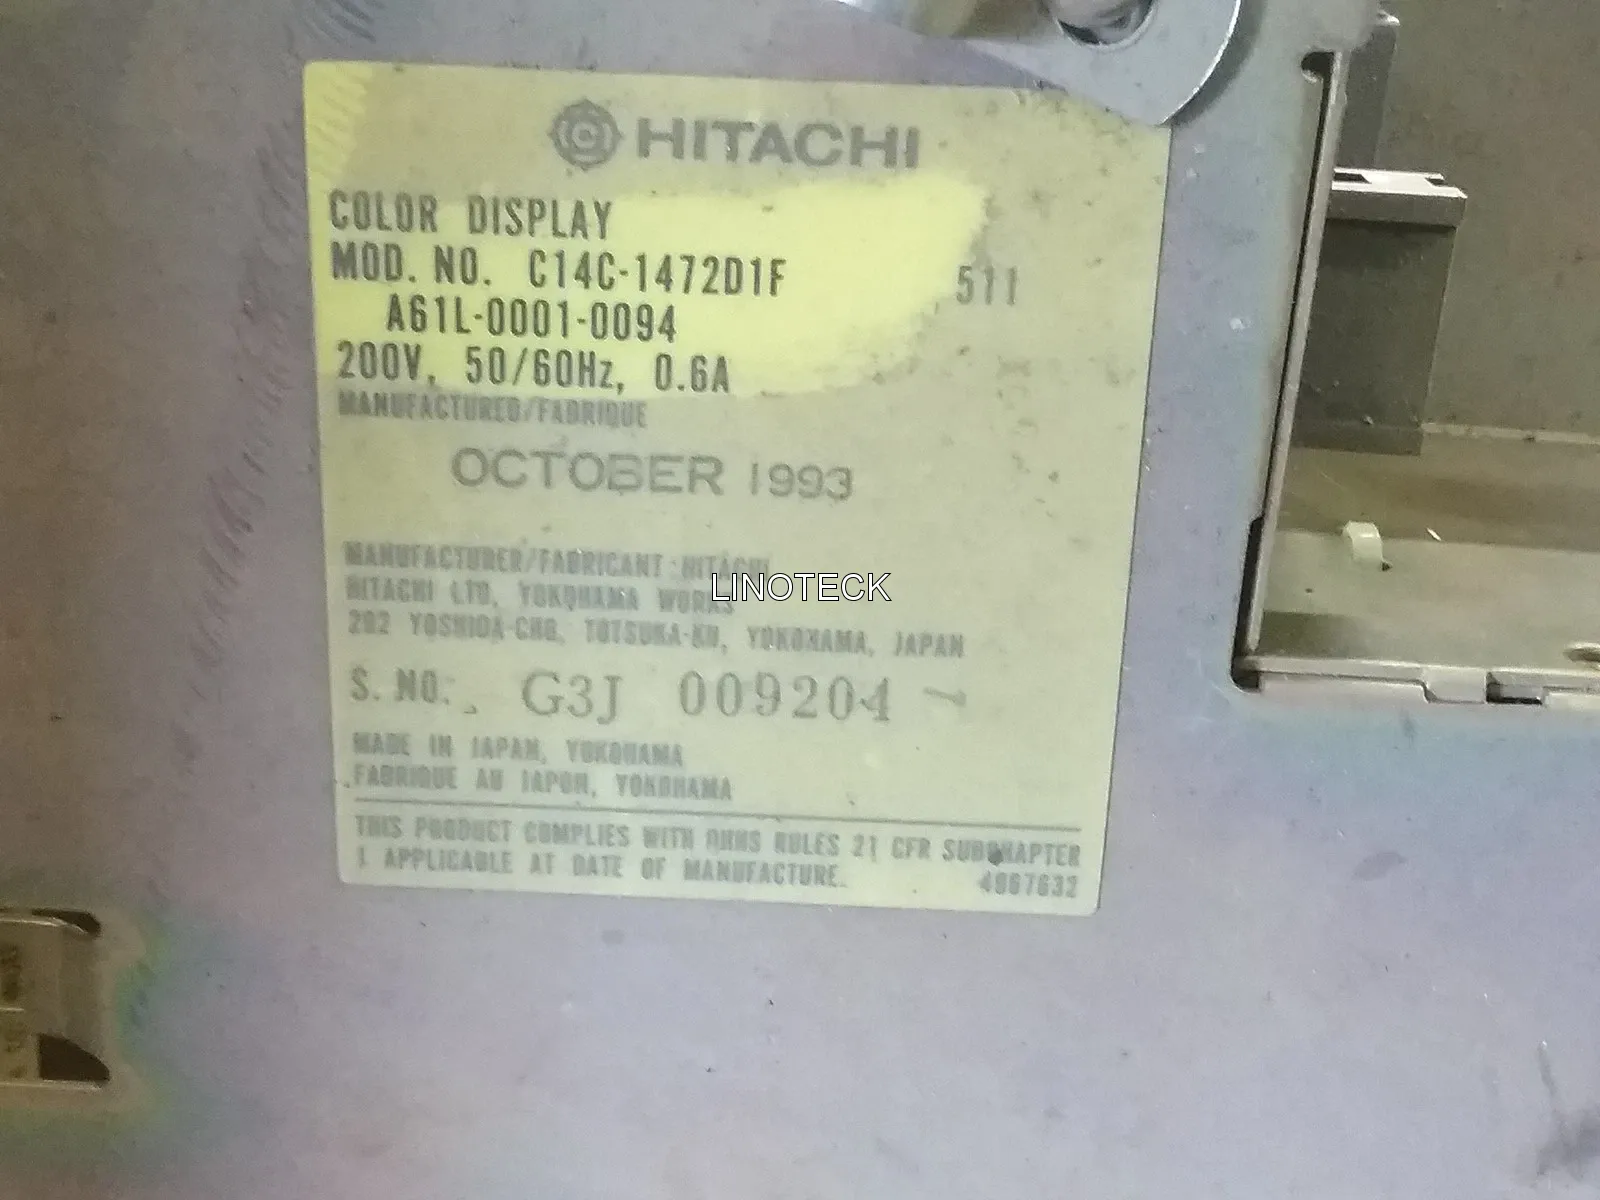 HITACHI
COLOR DISPLAY
MOD. NO. C14C-1472D1F 511
A61L-0001-0094
200V, 50/60Hz, 0.6A
MANUFACTURED/FABRIQUE
OCTOBER 1993
MANUFACTURER/FABRICANT : HITACHI
LINOTECK
HITACHI LTD, YOKOHAMA WORKS
292 YOSHIDA-CHO, TOTSUKA-KU, YOKOHAMA, JAPAN
S. NO. G3J 009204
MADE IN JAPAN, YOKOHAMA
FABRIQUE AU JAPON, YOKOHAMA
THIS PRODUCT COMPLIES WITH DHHS RULES 21 CFR SUBCHAPTER
J APPLICABLE AT DATE OF MANUFACTURE.